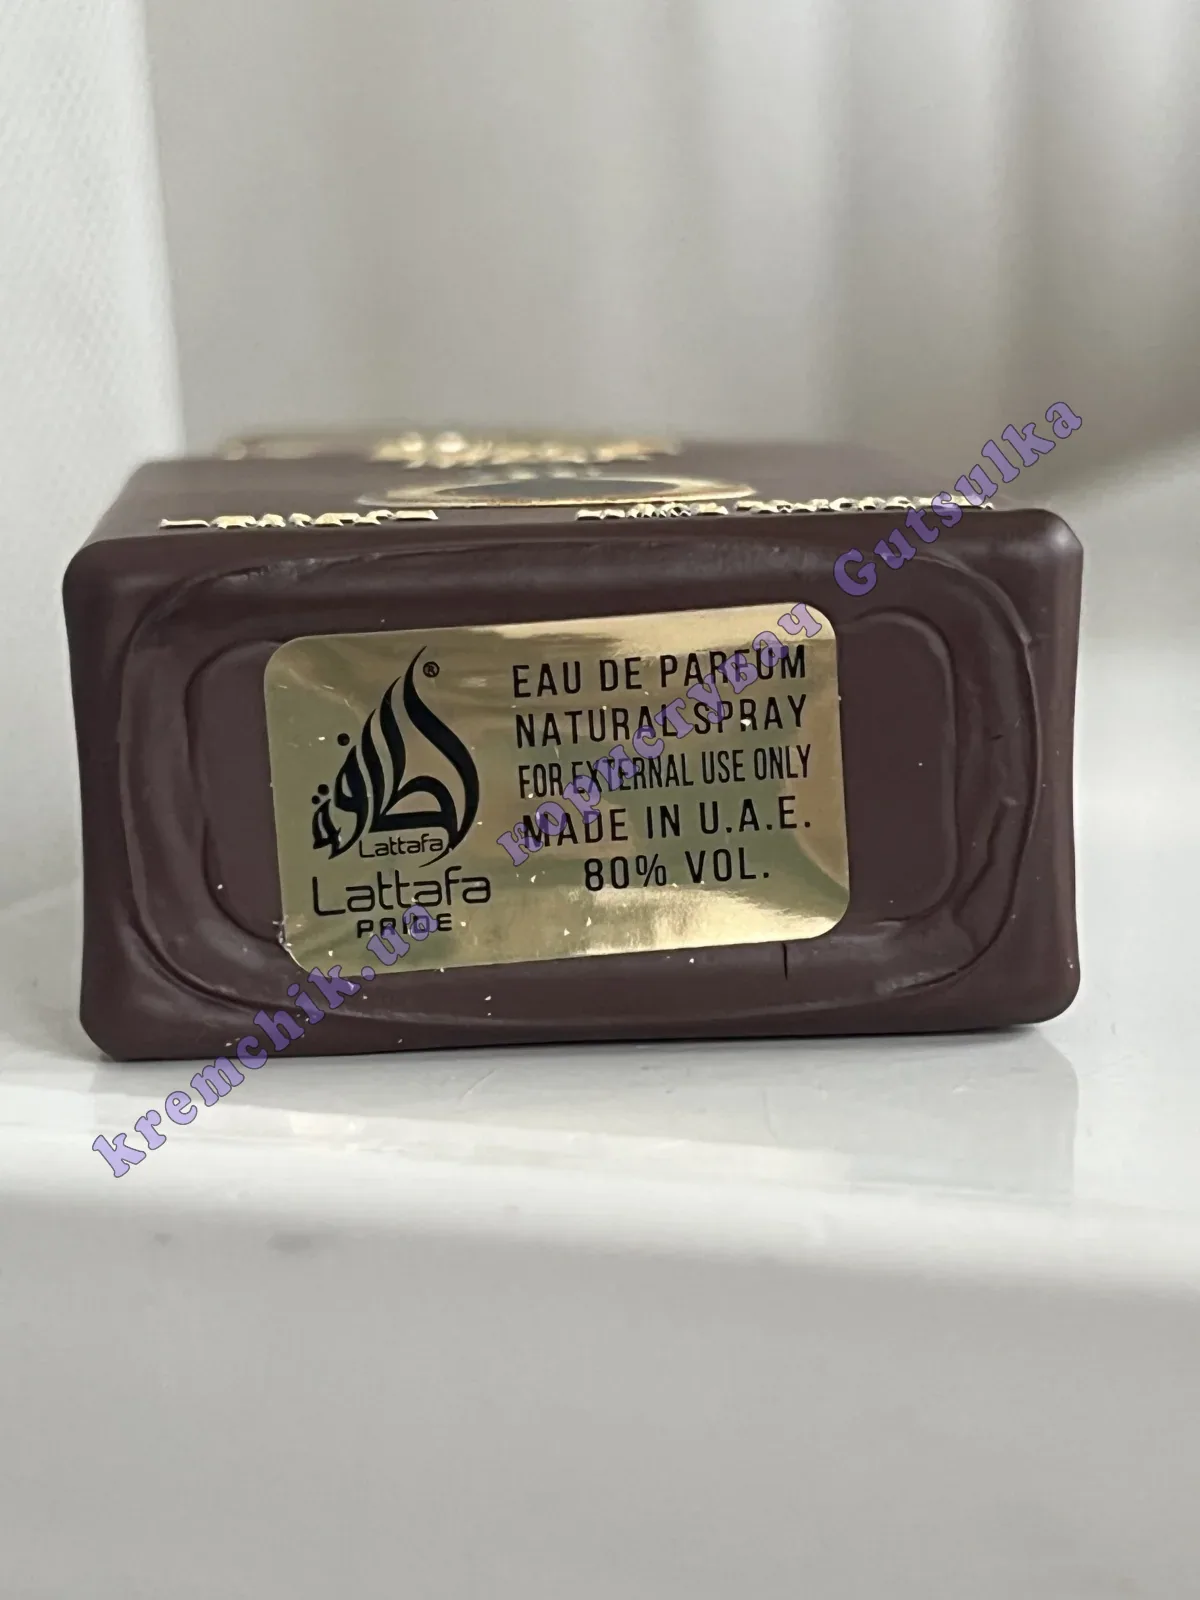 ®
لطافة
Lattafa
Lattafa
PRIDE
EAU DE PARFUM
NATURAL SPRAY
FOR EXTERNAL USE ONLY
MADE IN U.A.E.
80% VOL.
kremchik.ua користувач Gutsulka